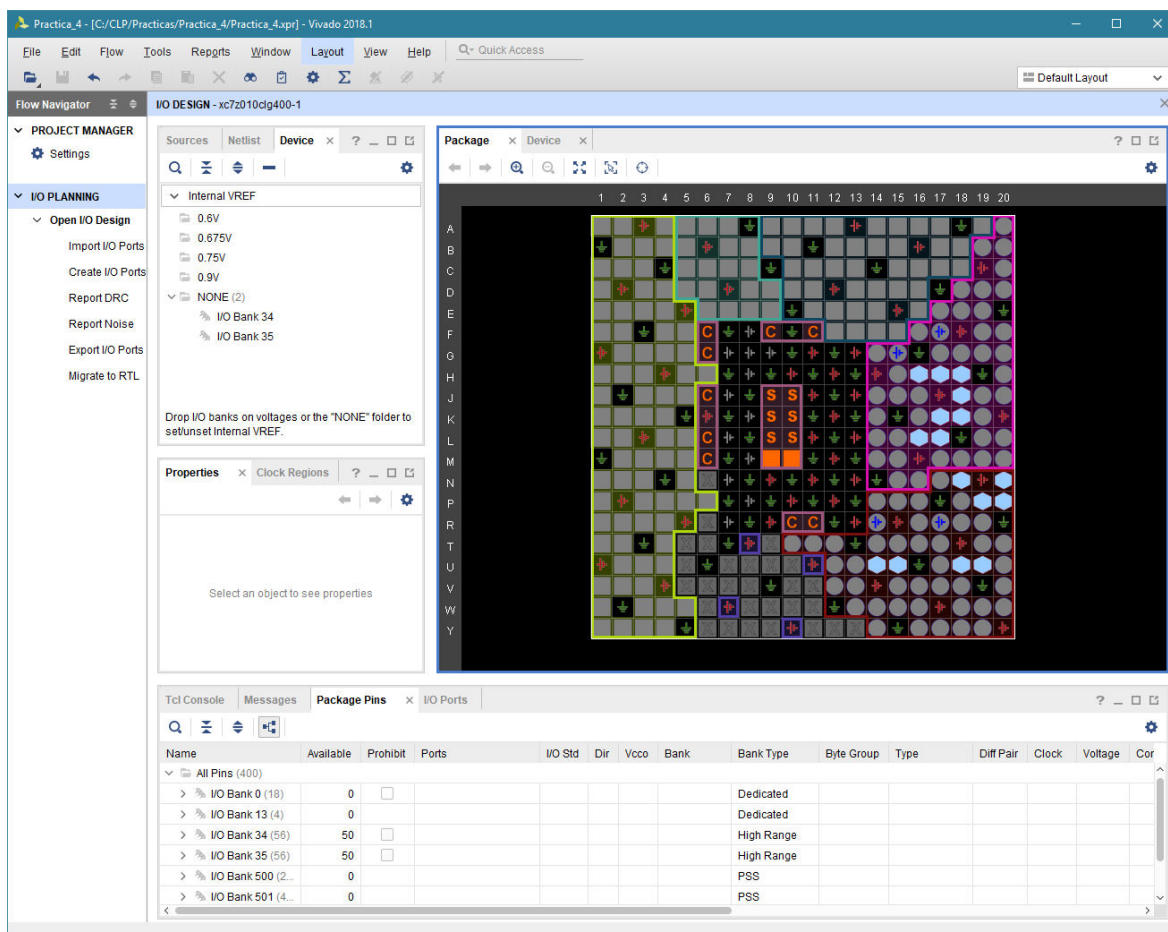 Practica_4 - [C:/CLP/Practicas/Practica_4/Practica_4.xpr] - Vivado 2018.1
File Edit Flow Tools Reports Window Layout View Help Quick Access
Default Layout
Flow Navigator
I/O DESIGN - xc7z010clg400-1
PROJECT MANAGER
Settings
I/O PLANNING
Open I/O Design
Import I/O Ports
Create I/O Ports
Report DRC
Report Noise
Export I/O Ports
Migrate to RTL
Sources Netlist Device
Internal VREF
0.6V
0.675V
0.75V
0.9V
NONE (2)
I/O Bank 34
I/O Bank 35
Drop I/O banks on voltages or the "NONE" folder to
set/unset Internal VREF.
Properties Clock Regions
Select an object to see properties
Package Device
1 2 3 4 5 6 7 8 9 10 11 12 13 14 15 16 17 18 19 20
A
B
C
D
E
F C C C
G C
H
J C S S
K S S
L C S S
M C
N
P
R C C
T
U
V
W
Y
Tcl Console Messages Package Pins I/O Ports
Name Available Prohibit Ports I/O Std Dir Vcco Bank Bank Type Byte Group Type Diff Pair Clock Voltage Cor
All Pins (400)
I/O Bank 0 (18) 0 Dedicated
I/O Bank 13 (4) 0 Dedicated
I/O Bank 34 (56) 50 High Range
I/O Bank 35 (56) 50 High Range
I/O Bank 500 (2... 0 PSS
I/O Bank 501 (4... 0 PSS